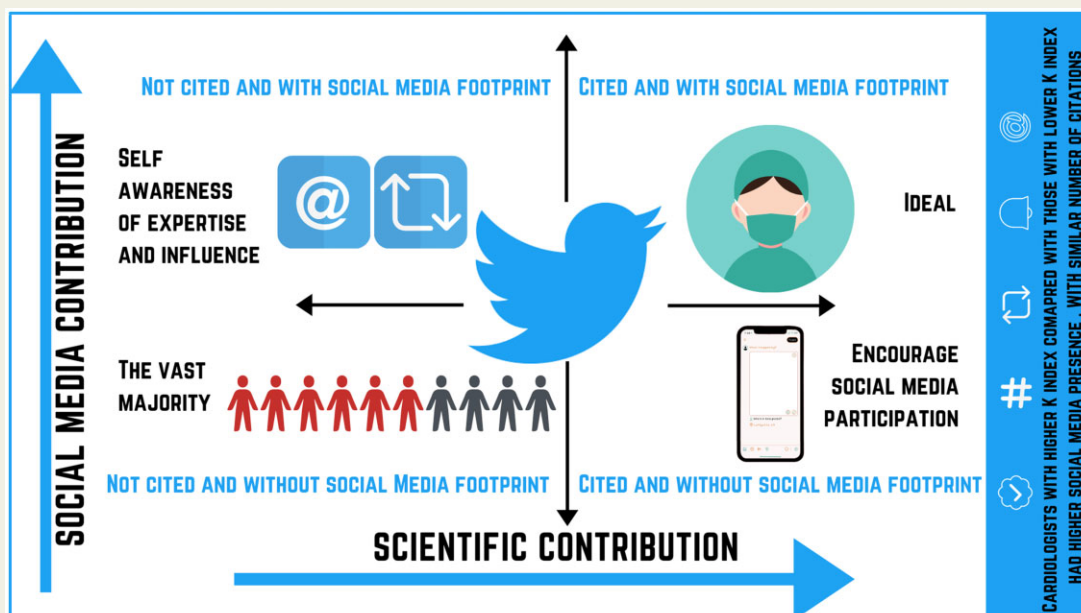 NOT CITED AND WITH SOCIAL MEDIA FOOTPRINT
CITED AND WITH SOCIAL MEDIA FOOTPRINT
SOCIAL MEDIA CONTRIBUTION
SELF
AWARENESS
OF EXPERTISE
AND INFLUENCE
@
IDEAL
THE VAST
MAJORITY
ENCOURAGE
SOCIAL MEDIA
PARTICIPATION
NOT CITED AND WITHOUT SOCIAL MEDIA FOOTPRINT
CITED AND WITHOUT SOCIAL MEDIA FOOTPRINT
SCIENTIFIC CONTRIBUTION
@
#
CARDIOLOGISTS WITH HIGHER K INDEX COMAPRED WITH THOSE WITH LOWER K INDEX
HAD HIGHER SOCIAL MEDIA PRESENCE , WITH SIMILAR NUMBER OF CITATIONS